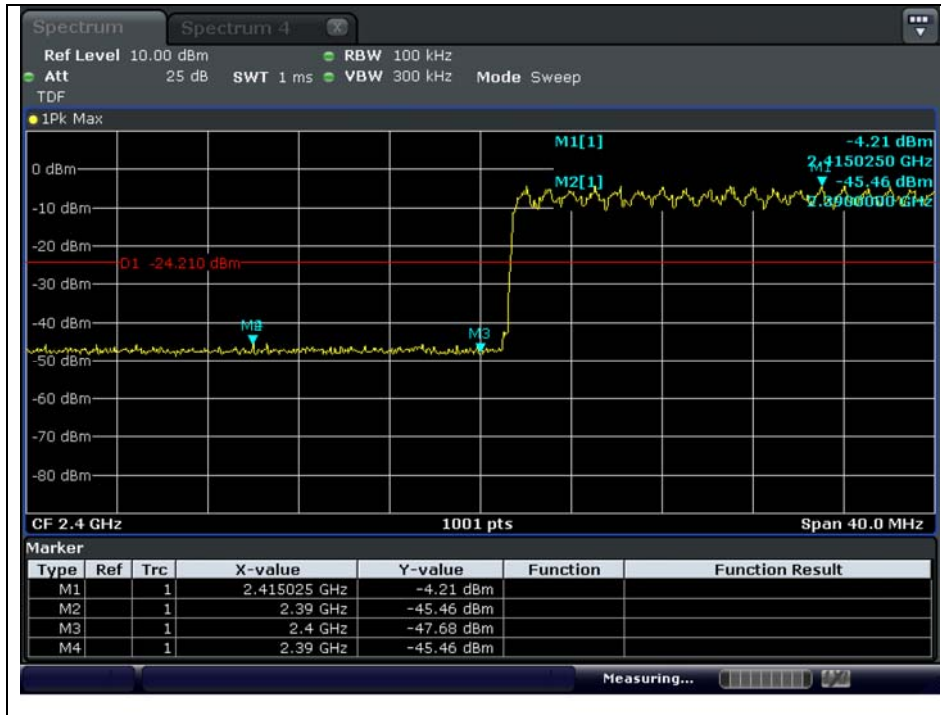 Spectrum Spectrum 4 X
Ref Level 10.00 dBm RBW 100 kHz
Att 25 dB SWT 1 ms VBW 300 kHz Mode Sweep
TDF
1Pk Max
M1[1] -4.21 dBm
2.4150250 GHz
M2[1] -45.46 dBm
2.3900000 GHz
M1
0 dBm
-10 dBm
-20 dBm
D1 -24.210 dBm
-30 dBm
-40 dBm
M3
-50 dBm
-60 dBm
-70 dBm
-80 dBm
CF 2.4 GHz 1001 pts Span 40.0 MHz
Marker
Type Ref Trc X-value Y-value Function Function Result
M1 1 2.415025 GHz -4.21 dBm
M2 1 2.39 GHz -45.46 dBm
M3 1 2.4 GHz -47.68 dBm
M4 1 2.39 GHz -45.46 dBm
Measuring...